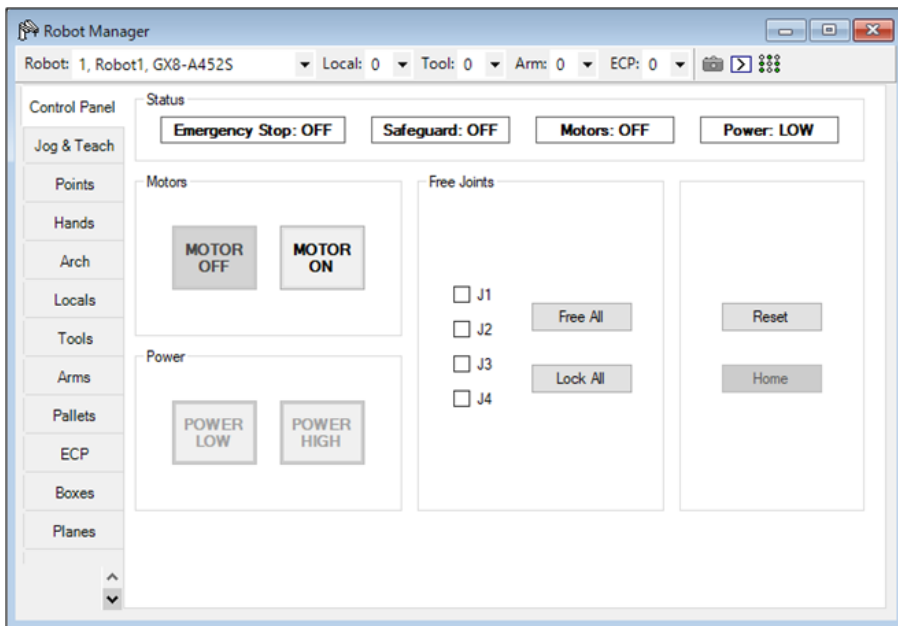 Robot Manager
Robot: 1, Robot1, GX8-A452S Local: 0 Tool: 0 Arm: 0 ECP: 0
Control Panel
Jog & Teach
Points
Hands
Arch
Locals
Tools
Arms
Pallets
ECP
Boxes
Planes
Status
Emergency Stop: OFF Safeguard: OFF Motors: OFF Power: LOW
Motors
MOTOR OFF
MOTOR ON
Power
POWER LOW
POWER HIGH
Free Joints
J1
J2
J3
J4
Free All
Lock All
Reset
Home